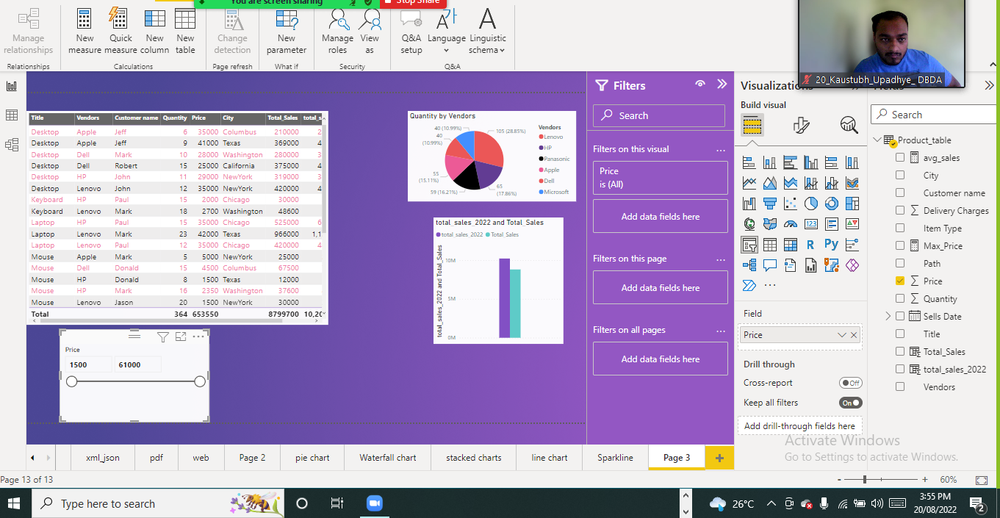 You are screen sharing
Stop Share
Manage relationships
New measure
Quick measure
New column
New table
Change detection
New parameter
Manage roles
View as
Q&A setup
Language
Linguistic schema
Relationships
Calculations
Page refresh
What if
Security
Q&A
20_Kaustubh_Upadhye_ DBDA
Title Vendors Customer name Quantity Price City Total_Sales total_s
Desktop Apple Jeff 6 35000 Columbus 210000 2
Desktop Apple Jeff 9 41000 Texas 369000 4
Desktop Dell Mark 10 28000 Washington 280000 3
Desktop Dell Robert 15 25000 California 375000 4
Desktop HP John 11 29000 NewYork 319000 3
Desktop Lenovo John 12 35000 NewYork 420000 4
Keyboard HP Paul 15 2000 Chicago 30000
Keyboard Lenovo Mark 18 2700 Washington 48600
Laptop HP Paul 15 35000 Chicago 525000 6
Laptop Lenovo Mark 23 42000 Texas 966000 1,1
Laptop Lenovo Paul 12 35000 Chicago 420000 4
Mouse Apple Mark 5 5000 NewYork 25000
Mouse Dell Donald 15 4500 Columbus 67500
Mouse HP Donald 8 1500 Texas 12000
Mouse HP Mark 16 2350 Washington 37600
Mouse Lenovo Jason 20 1500 NewYork 30000
Total 364 653550 8799700 10,20
Price
1500 61000
Quantity by Vendors
40 (10.99%)
40
(10.99%)
55
(15.11%)
59 (16.21%)
65
(17.86%)
105 (28.85%)
Vendors
Lenovo
HP
Panasonic
Apple
Dell
Microsoft
total_sales_2022 and Total_Sales
total_sales_2022 Total_Sales
total_sales_2022 and Total_Sales
10M
5M
0M
Filters
Search
Filters on this visual ...
Price
is (All)
Add data fields here
Filters on this page ...
Add data fields here
Filters on all pages ...
Add data fields here
Visualizations
Build visual
R Py
123
Field
Price
Drill through
Cross-report Off
Keep all filters On
Add drill-through fields here
Search
Product_table
avg_sales
City
Customer name
Delivery Charges
Item Type
Max_Price
Path
Price
Quantity
Sells Date
Title
Total_Sales
total_sales_2022
Vendors
Activate Windows
Go to Settings to activate Windows.
xml_json pdf web Page 2 pie chart Waterfall chart stacked charts line chart Sparkline Page 3 +
Page 13 of 13
- + 60%
Type here to search
26°C
3:55 PM
20/08/2022
2